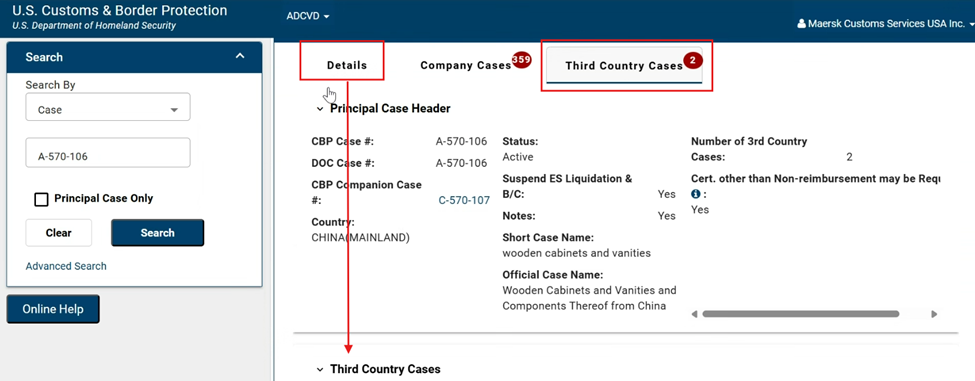 U.S. Customs & Border Protection
U.S. Department of Homeland Security
ADCVD
Maersk Customs Services USA Inc.
Search
Search By
Case
A-570-106
Principal Case Only
Clear
Search
Advanced Search
Online Help
Details
Company Cases 359
Third Country Cases 2
Principal Case Header
CBP Case #: A-570-106
DOC Case #: A-570-106
CBP Companion Case
#: C-570-107
Country:
CHINA(MAINLAND)
Status:
Active
Suspend ES Liquidation &
B/C: Yes
Notes: Yes
Short Case Name:
wooden cabinets and vanities
Official Case Name:
Wooden Cabinets and Vanities and
Components Thereof from China
Number of 3rd Country
Cases: 2
Cert. other than Non-reimbursement may be Requ
:
Yes
Third Country Cases